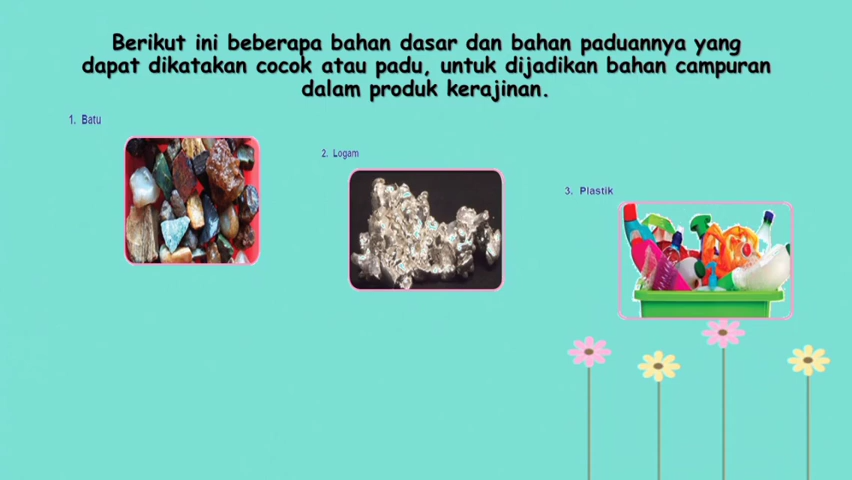 Berikut ini beberapa bahan dasar dan bahan paduannya yang
dapat dikatakan cocok atau padu, untuk dijadikan bahan campuran
dalam produk kerajinan.
1. Batu
2. Logam
3. Plastik